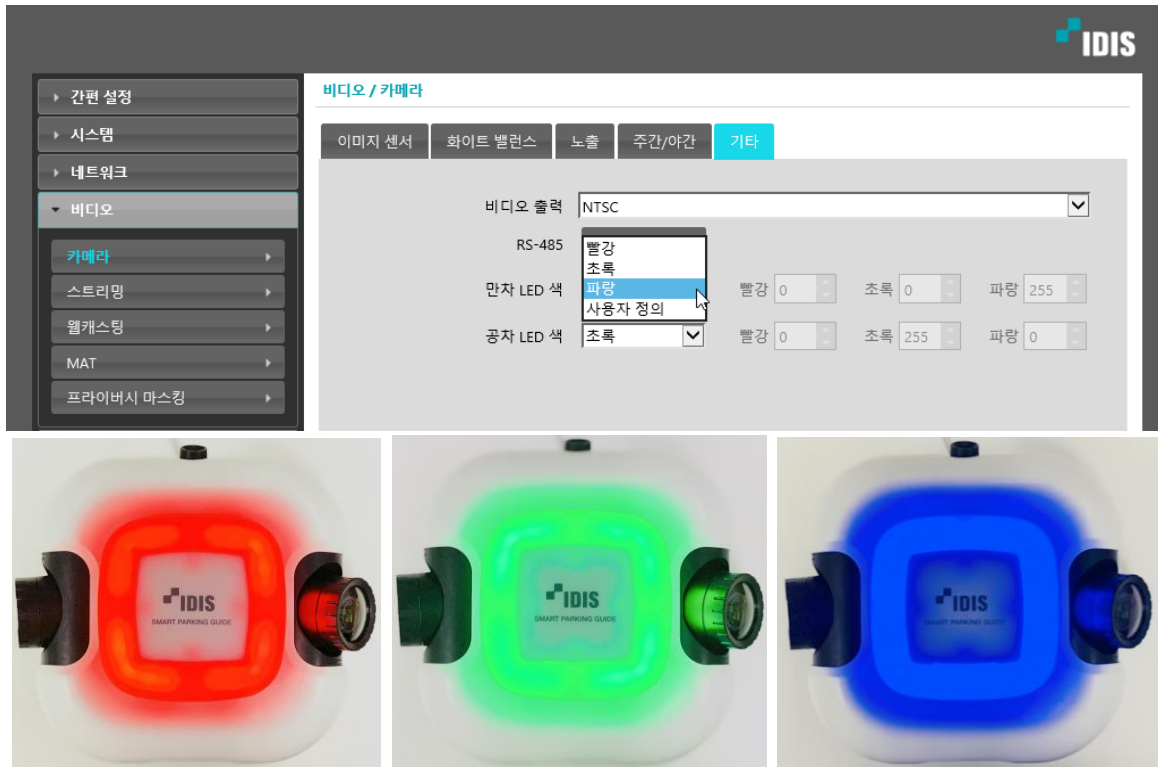 IDIS
간편 설정
시스템
네트워크
비디오
카메라
스트리밍
웹캐스팅
MAT
프라이버시 마스킹
비디오 / 카메라
이미지 센서 화이트 밸런스 노출 주간/야간 기타
비디오 출력 NTSC
RS-485
빨강
초록
파랑
사용자 정의
만차 LED 색 빨강 0 초록 0 파랑 255
공차 LED 색 초록 빨강 0 초록 255 파랑 0
IDIS
SMART PARKING GUIDE
IDIS
SMART PARKING GUIDE
IDIS
SMART PARKING GUIDE